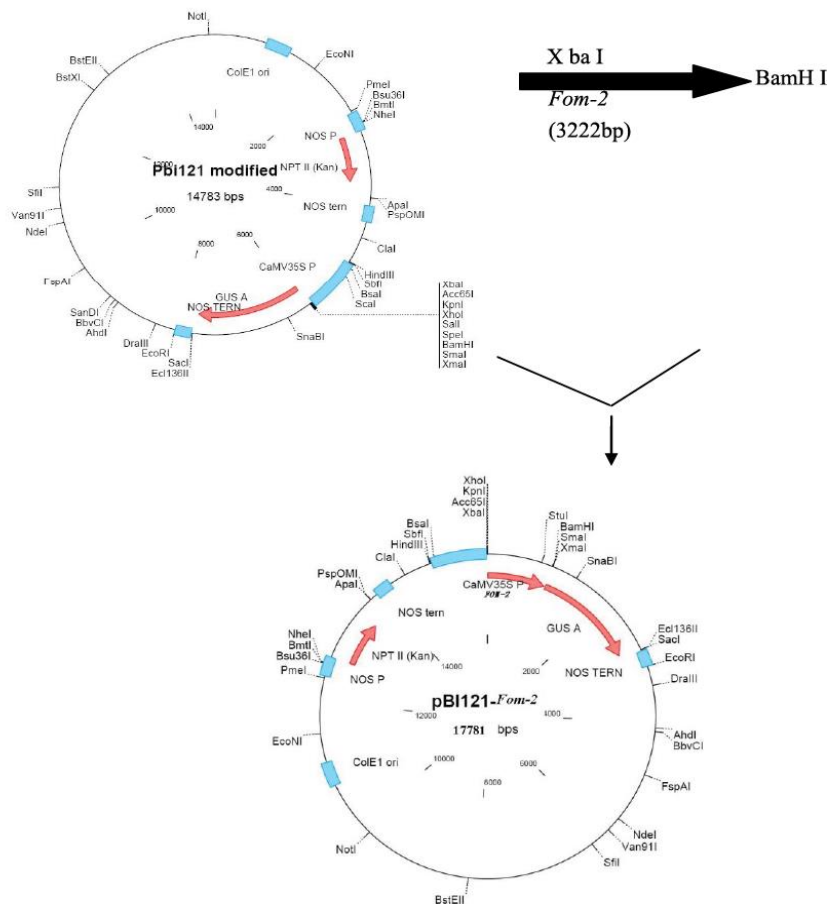 NotI
BstEII
BstXI
ColE1 ori
EcoNI
PmeI
Bsu36I
BmtI
NheI
14000
2000
NOS P
NPT II (Kan)
PbI121 modified
14783 bps
4000
NOS tern
ApaI
PspOMI
ClaI
SfiI
Van91I
NdeI
10000
8000
6000
CaMV35S P
HindIII
SbfI
BsaI
ScaI
FspAI
SanDI
BbvCI
AhdI
GUS A
NOS TERN
DraIII
EcoRI
SacI
Ecl136II
SnaBI
XbaI
Acc65I
KpnI
XhoI
SalI
SpeI
BamHI
SmaI
XmaI
X ba I
BamH I
Fom-2
(3222bp)
XhoI
KpnI
Acc65I
XbaI
BsaI
SbfI
HindIII
ClaI
PspOMI
ApaI
StuI
BamHI
SmaI
XmaI
SnaBI
CaMV35S P
FOM-2
NOS tern
GUS A
NheI
BmtI
Bsu36I
PmeI
NPT II (Kan)
NOS P
14000
2000
NOS TERN
Ecl136II
SacI
EcoRI
DraIII
pBI121-Fom-2
17781 bps
12000
4000
EcoNI
ColE1 ori
10000
6000
6000
AhdI
BbvCI
FspAI
NdeI
Van91I
SfiI
NotI
BstEII